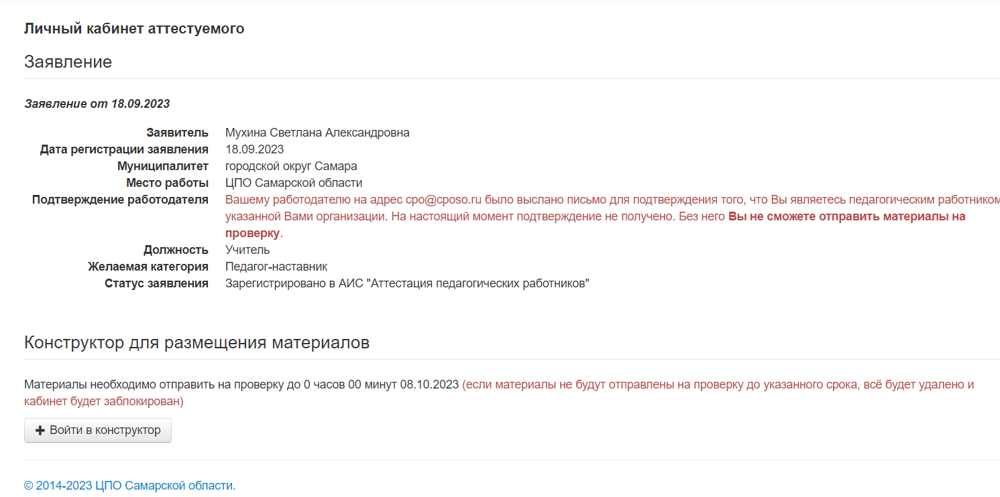 Личный кабинет аттестуемого
Заявление
Заявление от 18.09.2023
Заявитель Мухина Светлана Александровна
Дата регистрации заявления 18.09.2023
Муниципалитет городской округ Самара
Место работы ЦПО Самарской области
Подтверждение работодателя Вашему работодателю на адрес cpo@cposo.ru было выслано письмо для подтверждения того, что Вы являетесь педагогическим работником
указанной Вами организации. На настоящий момент подтверждение не получено. Без него Вы не сможете отправить материалы на
проверку.
Должность Учитель
Желаемая категория Педагог-наставник
Статус заявления Зарегистрировано в АИС "Аттестация педагогических работников"
Конструктор для размещения материалов
Материалы необходимо отправить на проверку до 0 часов 00 минут 08.10.2023 (если материалы не будут отправлены на проверку до указанного срока, всё будет удалено и
кабинет будет заблокирован)
Войти в конструктор
© 2014-2023 ЦПО Самарской области.